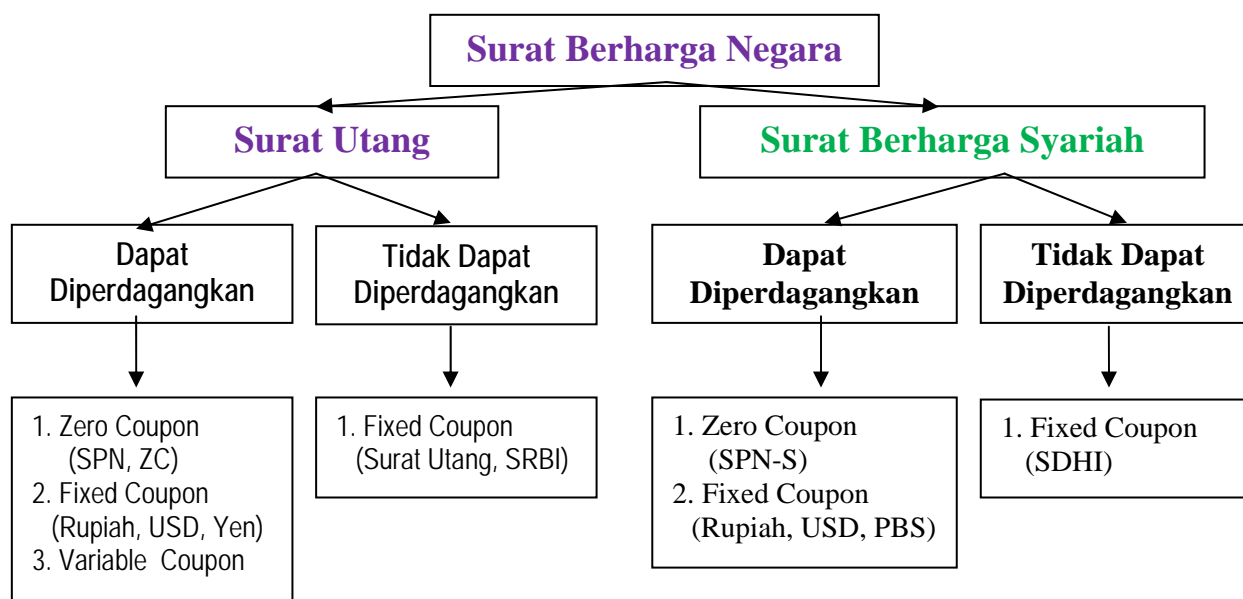 Surat Berharga Negara
Surat Utang
Surat Berharga Syariah
Dapat
Diperdagangkan
Tidak Dapat
Diperdagangkan
Dapat
Diperdagangkan
Tidak Dapat
Diperdagangkan
1. Zero Coupon
(SPN, ZC)
2. Fixed Coupon
(Rupiah, USD, Yen)
3. Variable Coupon
1. Fixed Coupon
(Surat Utang, SRBI)
1. Zero Coupon
(SPN-S)
2. Fixed Coupon
(Rupiah, USD, PBS)
1. Fixed Coupon
(SDHI)